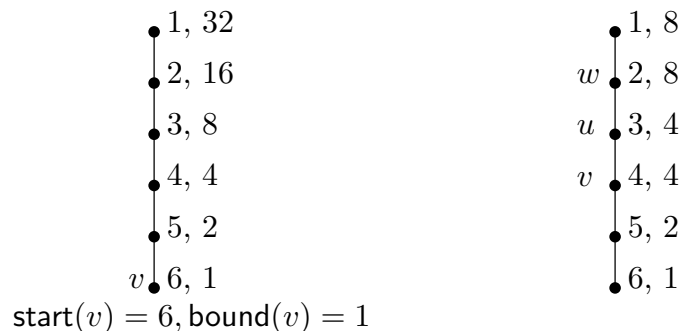 1, 32
2, 16
3, 8
4, 4
5, 2
v 6, 1
start(v) = 6, bound(v) = 1
1, 8
w 2, 8
u 3, 4
v 4, 4
5, 2
6, 1